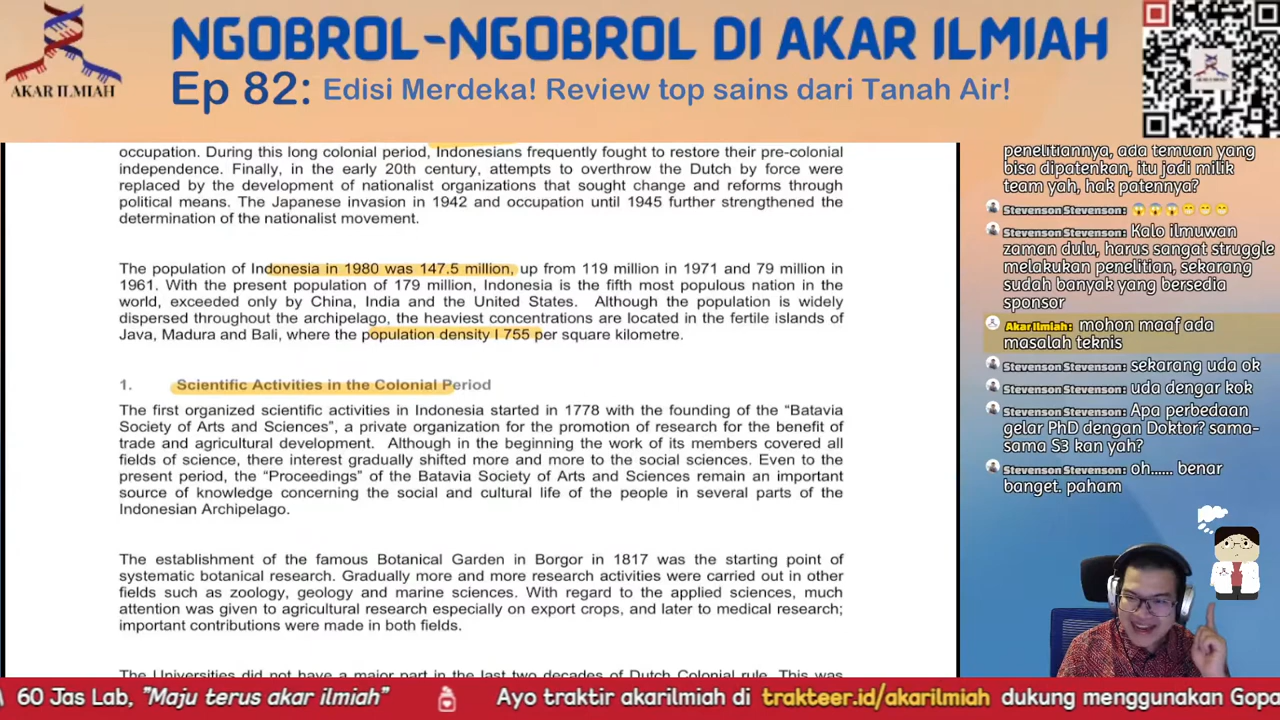 NGOBROL-NGOBROL DI AKAR ILMIAH
AKAR ILMIAH
Ep 82: Edisi Merdeka! Review top sains dari Tanah Air!
occupation. During this long colonial period, Indonesians frequently fought to restore their pre-colonial
independence. Finally, in the early 20th century, attempts to overthrow the Dutch by force were
replaced by the development of nationalist organizations that sought change and reforms through
political means. The Japanese invasion in 1942 and occupation until 1945 further strengthened the
determination of the nationalist movement.
The population of Indonesia in 1980 was 147.5 million, up from 119 million in 1971 and 79 million in
1961. With the present population of 179 million, Indonesia is the fifth most populous nation in the
world, exceeded only by China, India and the United States. Although the population is widely
dispersed throughout the archipelago, the heaviest concentrations are located in the fertile islands of
Java, Madura and Bali, where the population density I 755 per square kilometre.
1. Scientific Activities in the Colonial Period
The first organized scientific activities in Indonesia started in 1778 with the founding of the “Batavia
Society of Arts and Sciences”, a private organization for the promotion of research for the benefit of
trade and agricultural development. Although in the beginning the work of its members covered all
fields of science, there interest gradually shifted more and more to the social sciences. Even to the
present period, the “Proceedings” of the Batavia Society of Arts and Sciences remain an important
source of knowledge concerning the social and cultural life of the people in several parts of the
Indonesian Archipelago.
The establishment of the famous Botanical Garden in Borgor in 1817 was the starting point of
systematic botanical research. Gradually more and more research activities were carried out in other
fields such as zoology, geology and marine sciences. With regard to the applied sciences, much
attention was given to agricultural research especially on export crops, and later to medical research;
important contributions were made in both fields.
The Universities did not have a major part in the last two decades of Dutch Colonial rule. This was
penelitiannya, ada temuan yang
bisa dipatenkan, itu jadi milik
team yah, hak patennya?
Stevenson Stevenson: 😱😱😱😁😁😁
Stevenson Stevenson: Kalo ilmuwan
zaman dulu, harus sangat struggle
melakukan penelitian, sekarang
sudah banyak yang bersedia
sponsor
Akar Ilmiah: mohon maaf ada
masalah teknis
Stevenson Stevenson: sekarang uda ok
Stevenson Stevenson: uda dengar kok
Stevenson Stevenson: Apa perbedaan
gelar PhD dengan Doktor? sama-
sama S3 kan yah?
Stevenson Stevenson: oh...... benar
banget. paham
60 Jas Lab, "Maju terus akar ilmiah" Ayo traktir akarilmiah di trakteer.id/akarilmiah dukung menggunakan Gopa